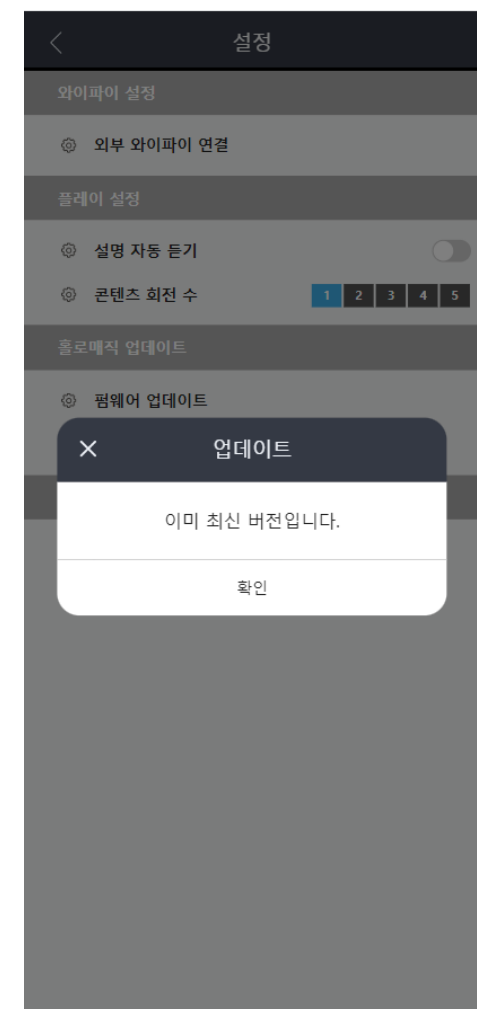 설정
와이파이 설정
외부 와이파이 연결
플레이 설정
설명 자동 듣기
콘텐츠 회전 수 1 2 3 4 5
홀로매직 업데이트
펌웨어 업데이트
업데이트
이미 최신 버전입니다.
확인